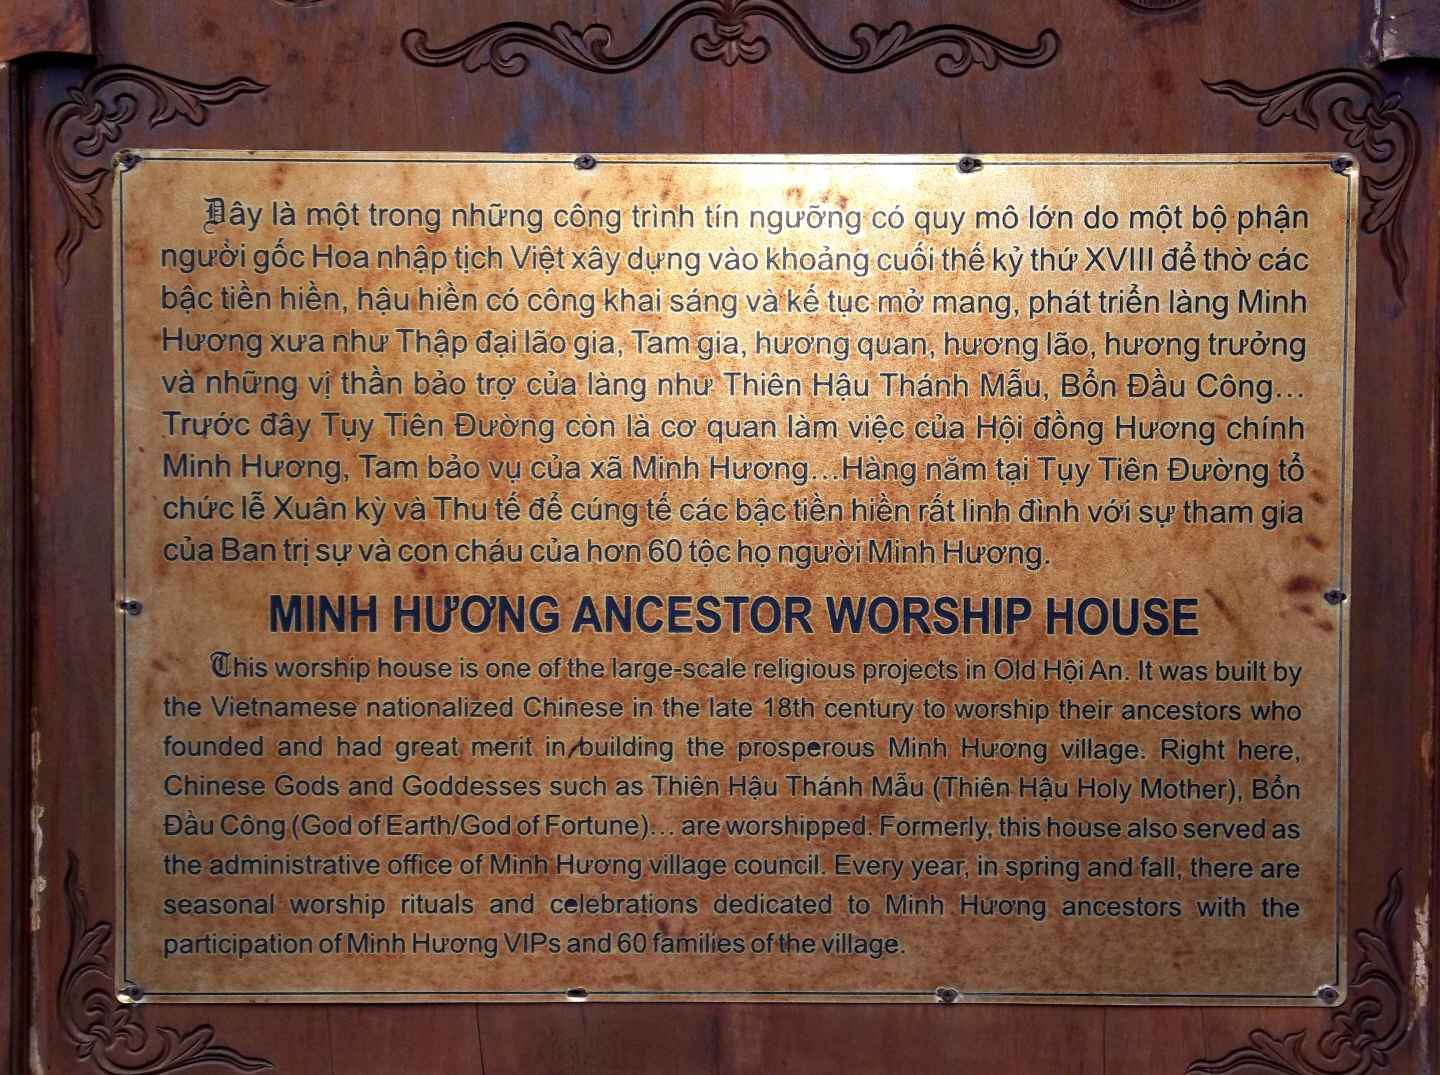 Đây là một trong những công trình tín ngưỡng có quy mô lớn do một bộ phận
người gốc Hoa nhập tịch Việt xây dựng vào khoảng cuối thế kỷ thứ XVIII để thờ các
bậc tiền hiền, hậu hiền có công khai sáng và kế tục mở mang, phát triển làng Minh
Hương xưa như Thập đại lão gia, Tam gia, hương quan, hương lão, hương trưởng
và những vị thần bảo trợ của làng như Thiên Hậu Thánh Mẫu, Bổn Đầu Công...
Trước đây Tụy Tiên Đường còn là cơ quan làm việc của Hội đồng Hương chính
Minh Hương, Tam bảo vụ của xã Minh Hương...Hàng năm tại Tụy Tiên Đường tổ
chức lễ Xuân kỳ và Thu tế để cúng tế các bậc tiền hiền rất linh đình với sự tham gia
của Ban trị sự và con cháu của hơn 60 tộc họ người Minh Hương.
MINH HƯƠNG ANCESTOR WORSHIP HOUSE
This worship house is one of the large-scale religious projects in Old Hội An. It was built by
the Vietnamese nationalized Chinese in the late 18th century to worship their ancestors who
founded and had great merit in building the prosperous Minh Hương village. Right here,
Chinese Gods and Goddesses such as Thiên Hậu Thánh Mẫu (Thiên Hậu Holy Mother), Bổn
Đầu Công (God of Earth/God of Fortune)... are worshipped. Formerly, this house also served as
the administrative office of Minh Hương village council. Every year, in spring and fall, there are
seasonal worship rituals and celebrations dedicated to Minh Hương ancestors with the
participation of Minh Hương VIPs and 60 families of the village.